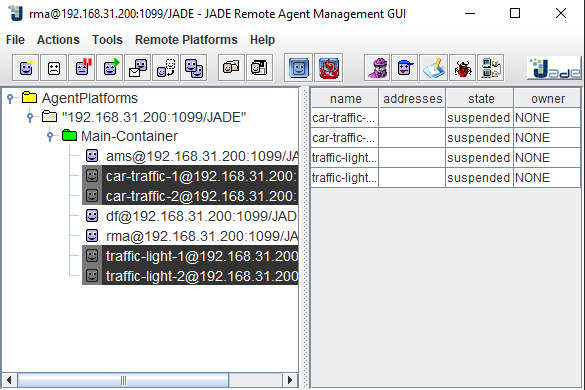 rma@192.168.31.200:1099/JADE - JADE Remote Agent Management GUI
File Actions Tools Remote Platforms Help
Jade
AgentPlatforms
"192.168.31.200:1099/JADE"
Main-Container
ams@192.168.31.200:1099/JA
car-traffic-1@192.168.31.200:
car-traffic-2@192.168.31.200:
df@192.168.31.200:1099/JAD
rma@192.168.31.200:1099/JA
traffic-light-1@192.168.31.200
traffic-light-2@192.168.31.200
name addresses state owner
car-traffic-... suspended NONE
car-traffic-... suspended NONE
traffic-light... suspended NONE
traffic-light... suspended NONE